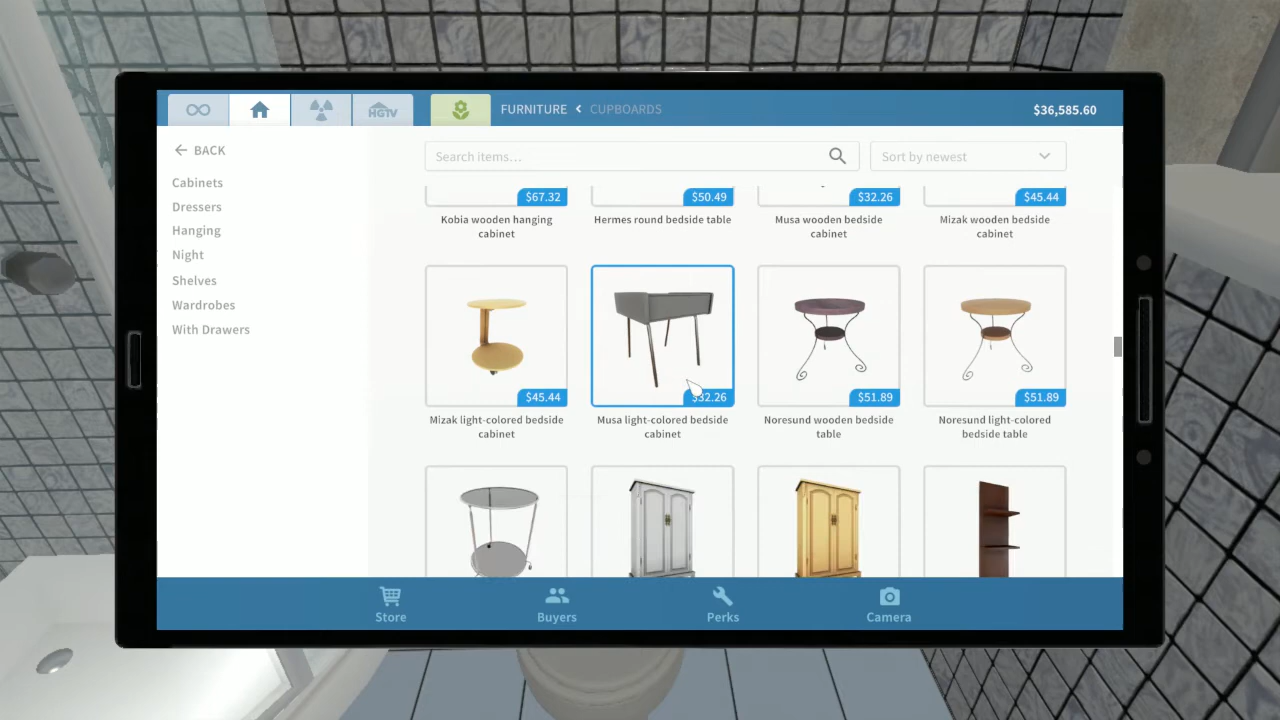 HGTV
FURNITURE < CUPBOARDS
$36,585.60
BACK
Search items...
Sort by newest
Cabinets
Dressers
Hanging
Night
Shelves
Wardrobes
With Drawers
$67.32
$50.49
$32.26
$45.44
Kobia wooden hanging
cabinet
Hermes round bedside table
Musa wooden bedside
cabinet
Mizak wooden bedside
cabinet
$45.44
$32.26
$51.89
$51.89
Mizak light-colored bedside
cabinet
Musa light-colored bedside
cabinet
Noresund wooden bedside
table
Noresund light-colored
bedside table
Store
Buyers
Perks
Camera